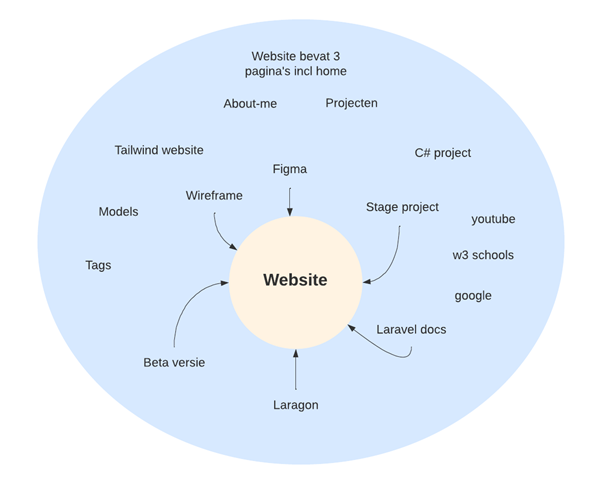 Website bevat 3
pagina's incl home
About-me
Projecten
Tailwind website
C# project
Figma
Wireframe
Models
Stage project
youtube
w3 schools
Tags
Website
google
Laravel docs
Beta versie
Laragon